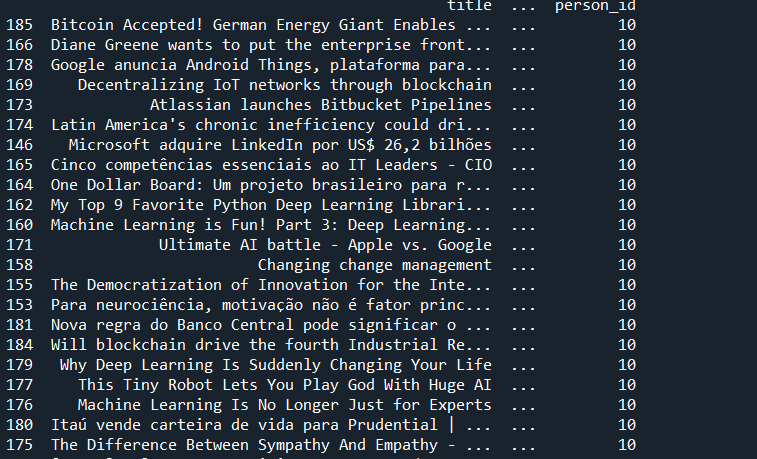 title ... person_id
185 Bitcoin Accepted! German Energy Giant Enables ... ... 10
166 Diane Greene wants to put the enterprise front... ... 10
178 Google anuncia Android Things, plataforma para... ... 10
169 Decentralizing IoT networks through blockchain ... 10
173 Atlassian launches Bitbucket Pipelines ... 10
174 Latin America's chronic inefficiency could dri... ... 10
146 Microsoft adquire LinkedIn por US$ 26,2 bilhões ... 10
165 Cinco competências essenciais ao IT Leaders - CIO ... 10
164 One Dollar Board: Um projeto brasileiro para r... ... 10
162 My Top 9 Favorite Python Deep Learning Librari... ... 10
160 Machine Learning is Fun! Part 3: Deep Learning... ... 10
171 Ultimate AI battle - Apple vs. Google ... 10
158 Changing change management ... 10
155 The Democratization of Innovation for the Inte... ... 10
153 Para neurociência, motivação não é fator princ... ... 10
181 Nova regra do Banco Central pode significar o ... ... 10
184 Will blockchain drive the fourth Industrial Re... ... 10
179 Why Deep Learning Is Suddenly Changing Your Life ... 10
177 This Tiny Robot Lets You Play God With Huge AI ... 10
176 Machine Learning Is No Longer Just for Experts ... 10
180 Itaú vende carteira de vida para Prudential | ... ... 10
175 The Difference Between Sympathy And Empathy - ... ... 10